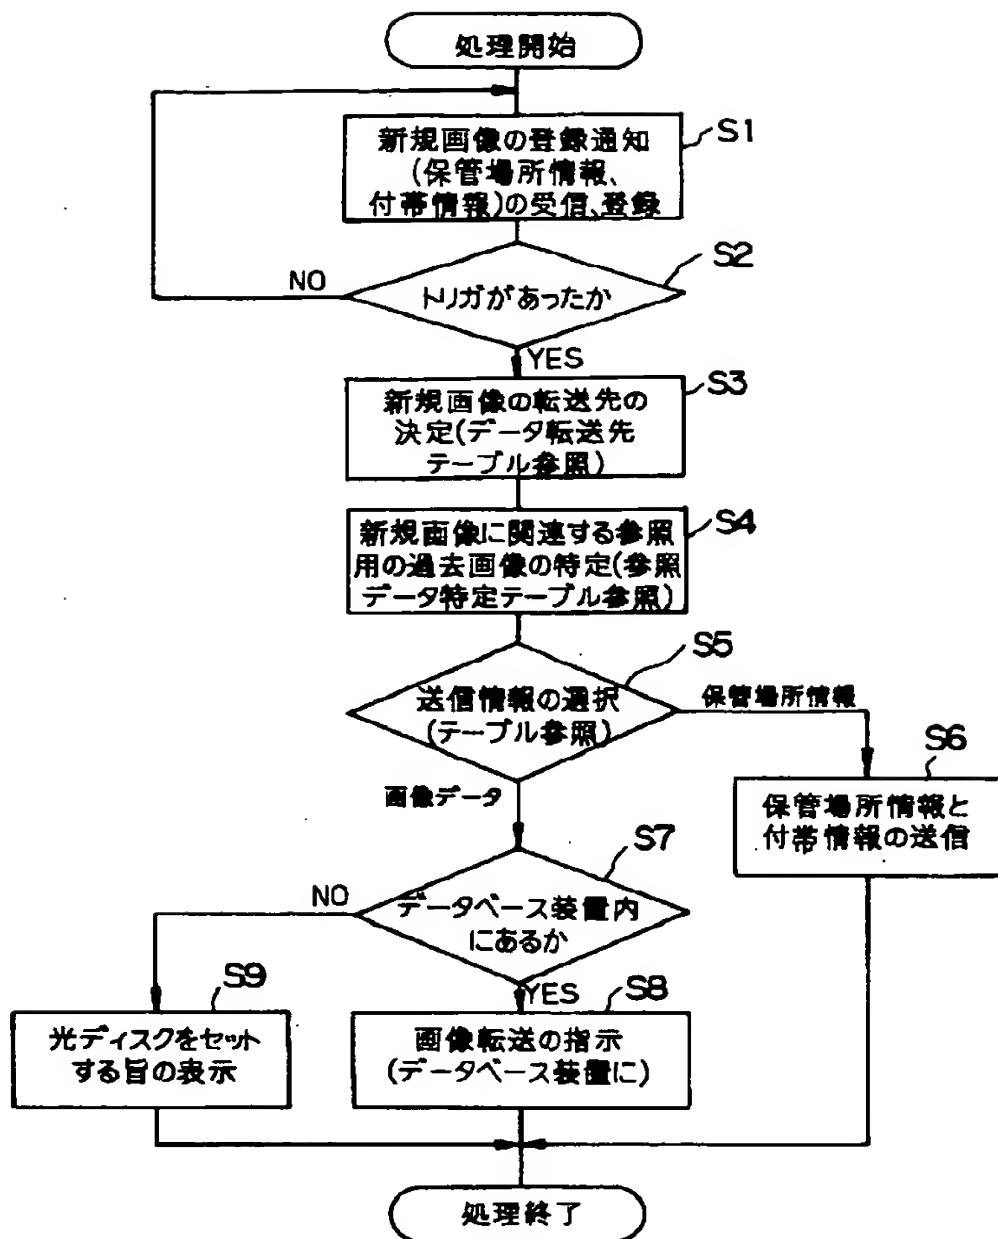 処理開始
新規画像の登録通知
(保管場所情報、
付帯情報)の受信、登録
S1
トリガがあったか
S2
NO
YES
新規画像の転送先の
決定(データ転送先
テーブル参照)
S3
新規画像に関連する参照
用の過去画像の特定(参照
データ特定テーブル参照)
S4
送信情報の選択
(テーブル参照)
S5
保管場所情報
画像データ
保管場所情報と
付帯情報の送信
S6
データベース装置内
にあるか
S7
NO
YES
光ディスクをセット
する旨の表示
S9
画像転送の指示
(データベース装置に)
S8
処理終了